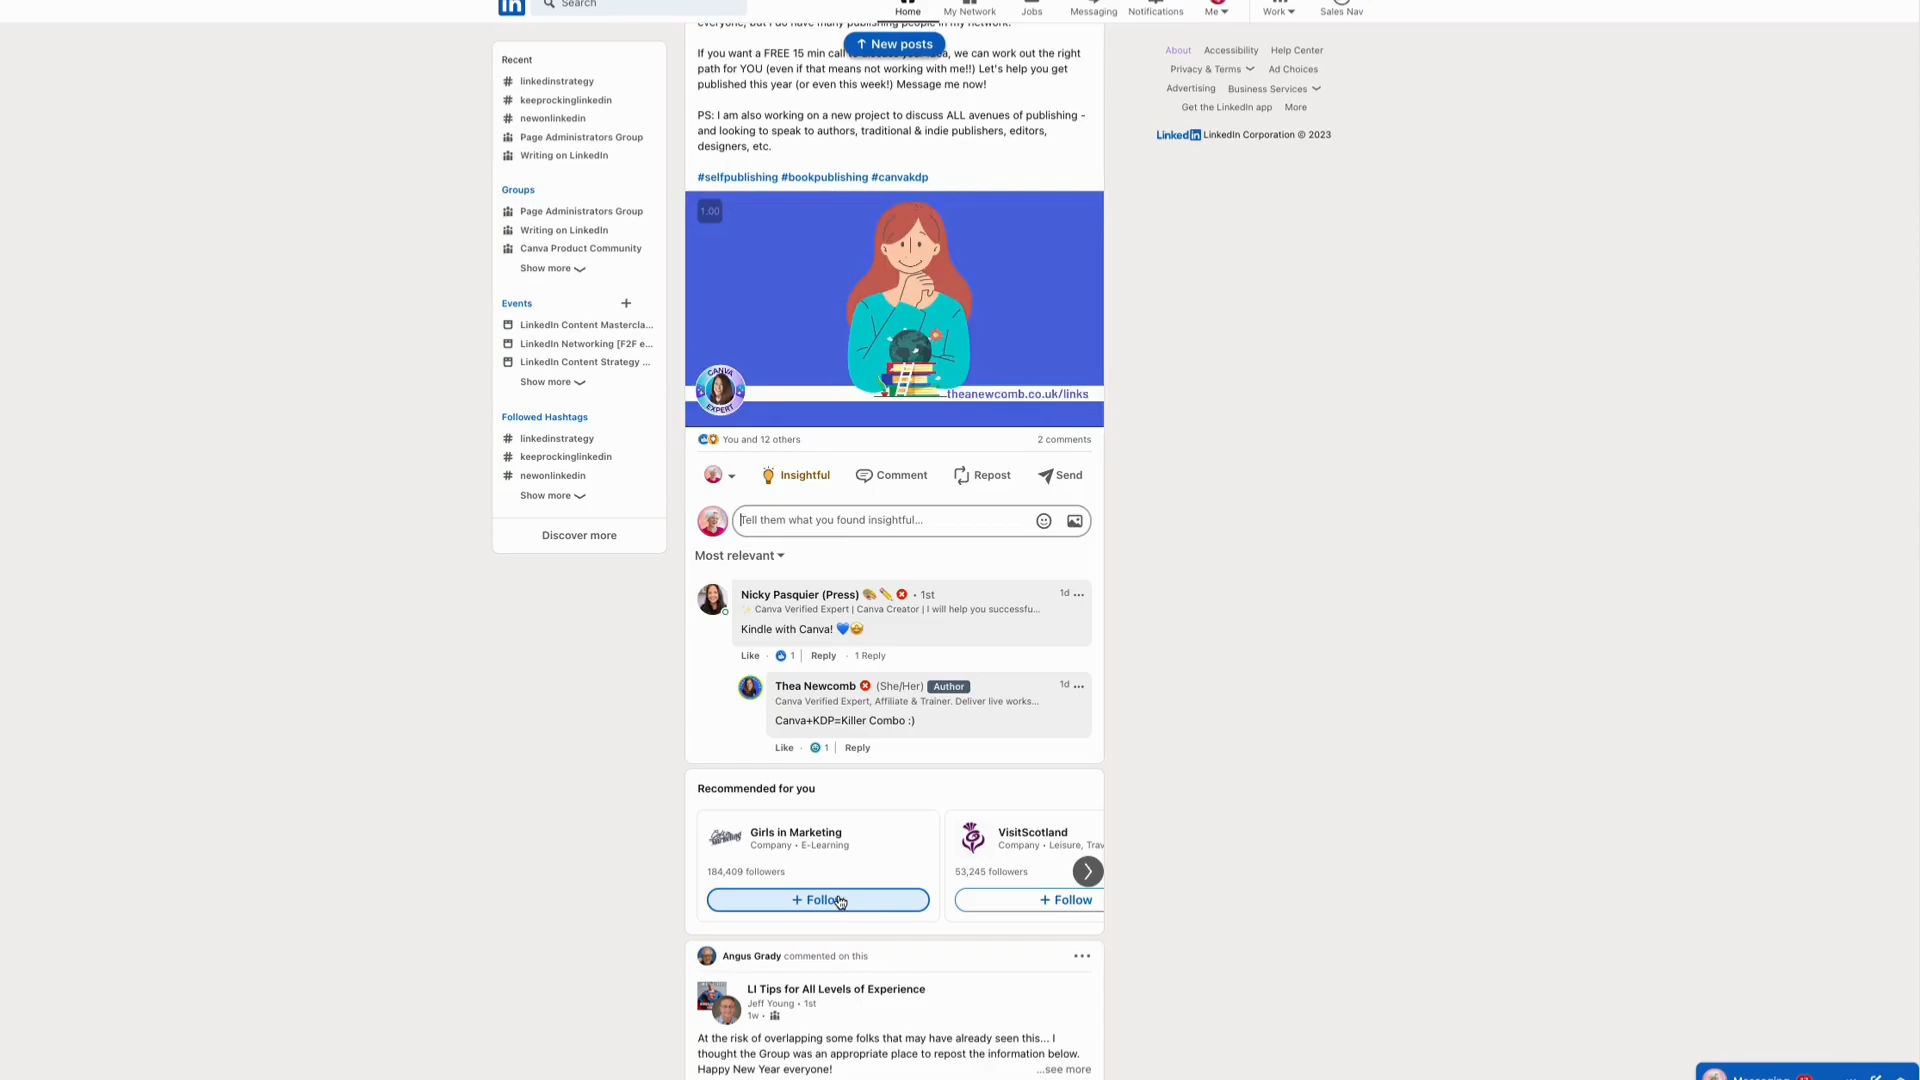 in Search
Home My Network Jobs Messaging Notifications Me Work Sales Nav
Recent
# linkedinstrategy
# keeprockinglinkedin
# newonlinkedin
Page Administrators Group
Writing on LinkedIn
Groups
Page Administrators Group
Writing on LinkedIn
Canva Product Community
Show more
Events +
LinkedIn Content Mastercla...
LinkedIn Networking [F2F e...
LinkedIn Content Strategy ...
Show more
Followed Hashtags
# linkedinstrategy
# keeprockinglinkedin
# newonlinkedin
Show more
Discover more
everyone, but I do have many publishing people in my network.
↑ New posts
If you want a FREE 15 min call, we can work out the right
path for YOU (even if that means not working with me!!) Let's help you get
published this year (or even this week!) Message me now!
PS: I am also working on a new project to discuss ALL avenues of publishing -
and looking to speak to authors, traditional & indie publishers, editors,
designers, etc.
#selfpublishing #bookpublishing #canvakdp
1.00
CANVA
EXPERT
theanewcomb.co.uk/links
You and 12 others 2 comments
Insightful Comment Repost Send
Tell them what you found insightful...
Most relevant
Nicky Pasquier (Press) 🎨 ✏️ • 1st 1d ...
✨ Canva Verified Expert | Canva Creator | I will help you successfu...
Kindle with Canva! 💙🤩
Like · 1 | Reply · 1 Reply
Thea Newcomb (She/Her) Author 1d ...
Canva Verified Expert, Affiliate & Trainer. Deliver live works...
Canva+KDP=Killer Combo :)
Like · 1 | Reply
Recommended for you
Girls in Marketing
Company • E-Learning
184,409 followers
+ Follow
VisitScotland
Company • Leisure, Trav
53,245 followers
+ Follow
Angus Grady commented on this
LI Tips for All Levels of Experience
Jeff Young • 1st
1w •
At the risk of overlapping some folks that may have already seen this... I
thought the Group was an appropriate place to repost the information below.
Happy New Year everyone! ...see more
About Accessibility Help Center
Privacy & Terms Ad Choices
Advertising Business Services
Get the LinkedIn app More
LinkedIn LinkedIn Corporation © 2023
Messaging